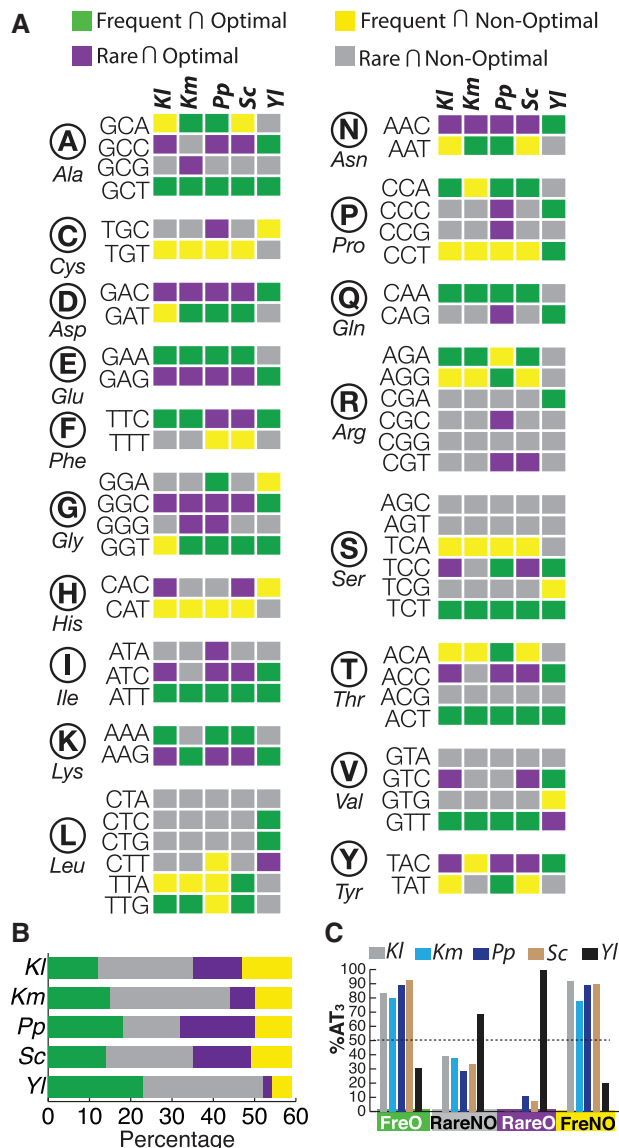 A
Frequent ∩ Optimal
Frequent ∩ Non-Optimal
Rare ∩ Optimal
Rare ∩ Non-Optimal
Kl Km Pp Sc Yl
A
Ala
GCA
GCC
GCG
GCT
C
Cys
TGC
TGT
D
Asp
GAC
GAT
E
Glu
GAA
GAG
F
Phe
TTC
TTT
G
Gly
GGA
GGC
GGG
GGT
H
His
CAC
CAT
I
Ile
ATA
ATC
ATT
K
Lys
AAA
AAG
L
Leu
CTA
CTC
CTG
CTT
TTA
TTG
Kl Km Pp Sc Yl
N
Asn
AAC
AAT
P
Pro
CCA
CCC
CCG
CCT
Q
Gln
CAA
CAG
R
Arg
AGA
AGG
CGA
CGC
CGG
CGT
S
Ser
AGC
AGT
TCA
TCC
TCG
TCT
T
Thr
ACA
ACC
ACG
ACT
V
Val
GTA
GTC
GTG
GTT
Y
Tyr
TAC
TAT
B
Kl
Km
Pp
Sc
Yl
0 10 20 30 40 50 60
Percentage
C
Kl Km Pp Sc Yl
%AT3
100
90
80
70
60
50
40
30
20
10
0
FreO RareNO RareO FreNO